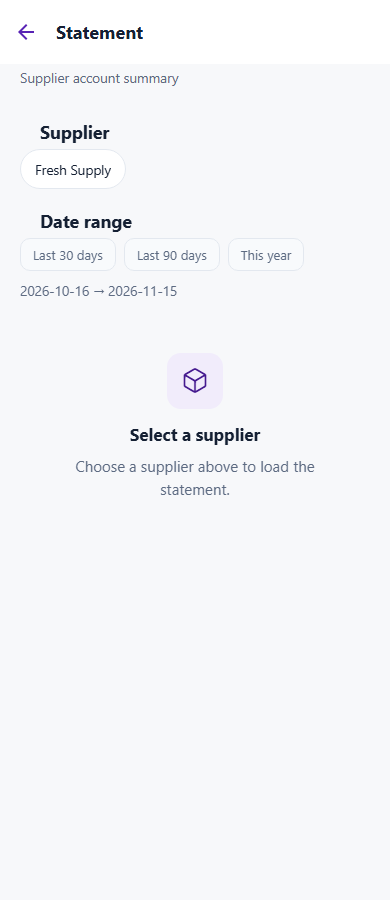 Statement
Supplier account summary
Supplier
Fresh Supply
Date range
Last 30 days
Last 90 days
This year
2026-10-16 → 2026-11-15
Select a supplier
Choose a supplier above to load the
statement.